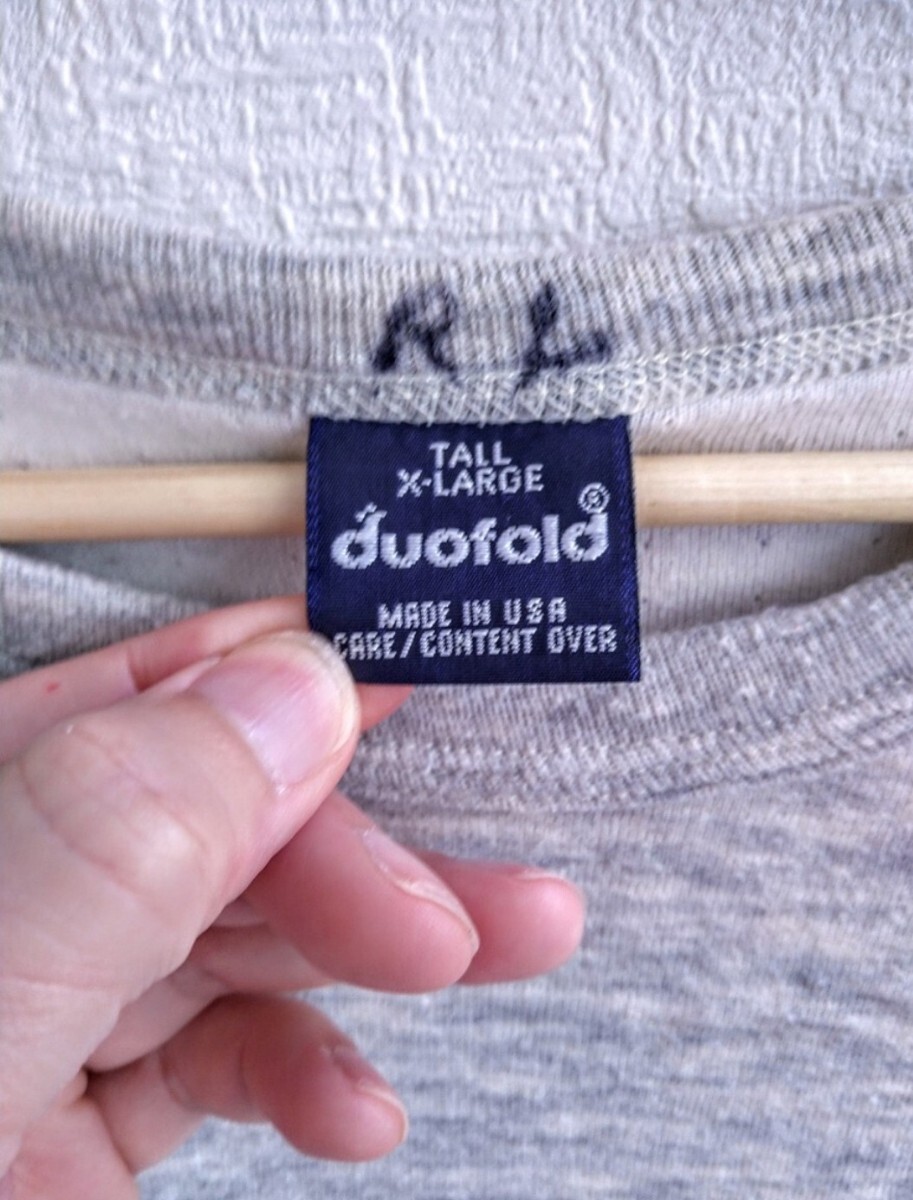 R L
TALL
X-LARGE
duofold®
MADE IN USA
CARE/CONTENT OVER